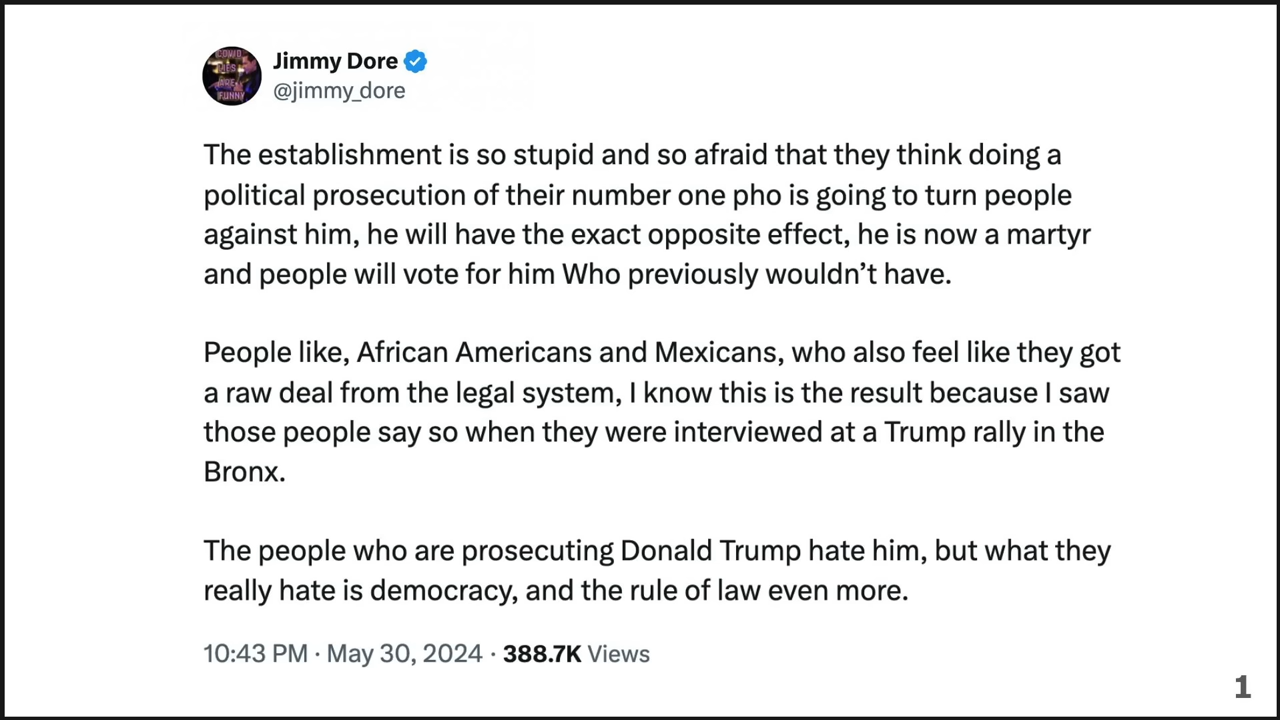 COVID
LIES
ARE
FUNNY
Jimmy Dore
@jimmy_dore
The establishment is so stupid and so afraid that they think doing a
political prosecution of their number one pho is going to turn people
against him, he will have the exact opposite effect, he is now a martyr
and people will vote for him Who previously wouldn’t have.
People like, African Americans and Mexicans, who also feel like they got
a raw deal from the legal system, I know this is the result because I saw
those people say so when they were interviewed at a Trump rally in the
Bronx.
The people who are prosecuting Donald Trump hate him, but what they
really hate is democracy, and the rule of law even more.
10:43 PM · May 30, 2024 · 388.7K Views
1